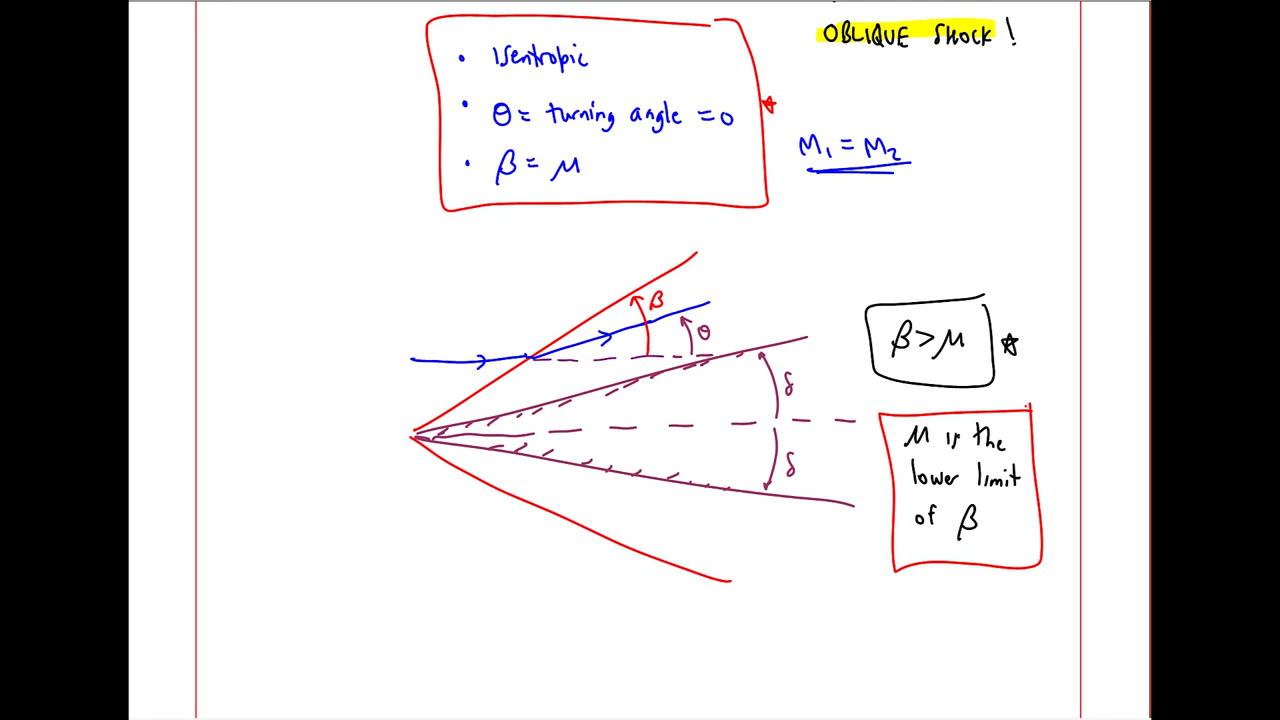 OBLIQUE SHOCK!
• Isentropic
• θ = turning angle = 0
• β = μ
M₁ = M₂
β
θ
δ
δ
β > μ
μ is the
lower limit
of β